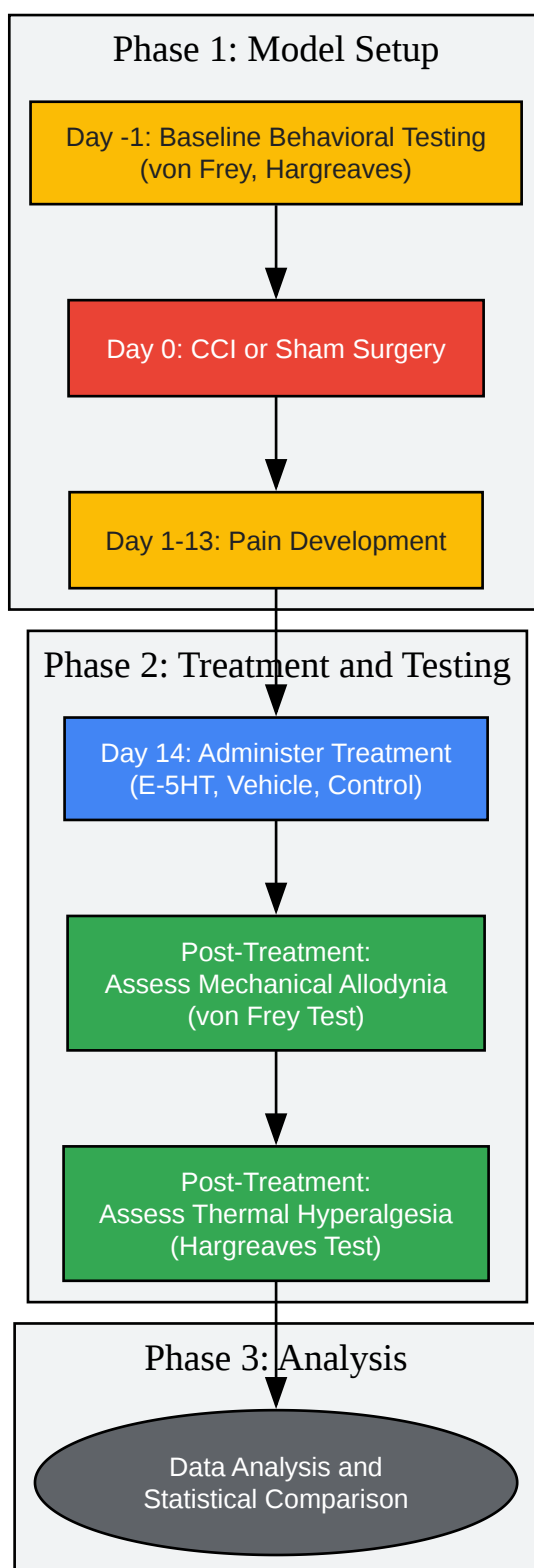 Phase 1: Model Setup
Day -1: Baseline Behavioral Testing
(von Frey, Hargreaves)
Day 0: CCI or Sham Surgery
Day 1-13: Pain Development
Phase 2: Treatment and Testing
Day 14: Administer Treatment
(E-5HT, Vehicle, Control)
Post-Treatment:
Assess Mechanical Allodynia
(von Frey Test)
Post-Treatment:
Assess Thermal Hyperalgesia
(Hargreaves Test)
Phase 3: Analysis
Data Analysis and
Statistical Comparison